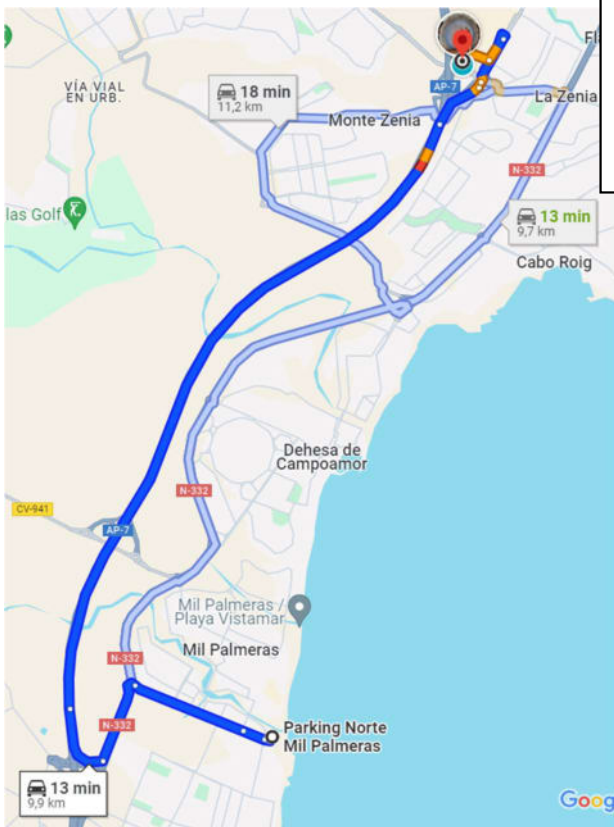 Fl
VÍA VIAL
EN URB.
18 min
11,2 km
AP-7
La Zenia
Monte Zenia
N-332
las Golf
13 min
9,7 km
Cabo Roig
Dehesa de
Campoamor
N-332
CV-941
AP-7
Mil Palmeras /
Playa Vistamar
Mil Palmeras
N-332
N-332
Parking Norte
Mil Palmeras
13 min
9,9 km
Goog